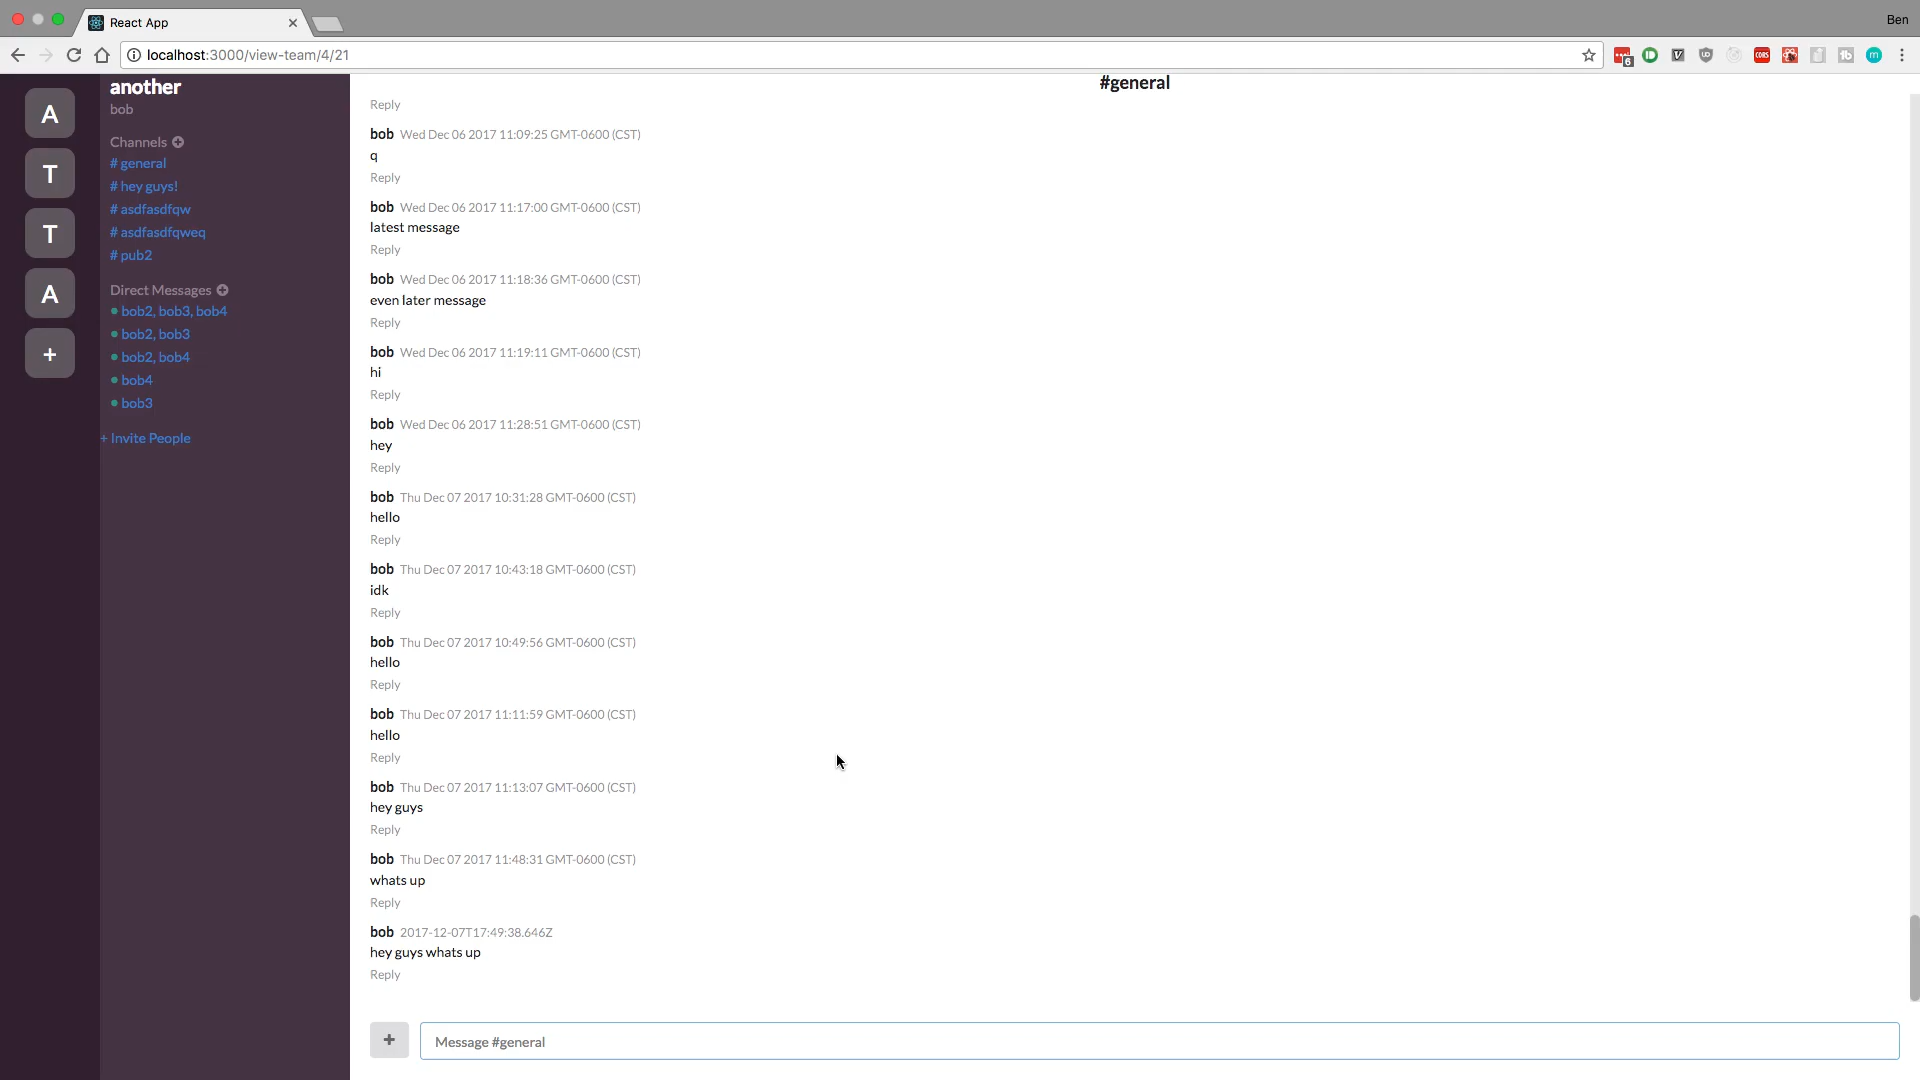 React App
Ben
localhost:3000/view-team/4/21
6
CORS
m
A
T
T
A
+
another
bob
Channels
# general
# hey guys!
# asdfasdfqw
# asdfasdfqweq
# pub2
Direct Messages
bob2, bob3, bob4
bob2, bob3
bob2, bob4
bob4
bob3
+ Invite People
#general
Reply
bob Wed Dec 06 2017 11:09:25 GMT-0600 (CST)
q
Reply
bob Wed Dec 06 2017 11:17:00 GMT-0600 (CST)
latest message
Reply
bob Wed Dec 06 2017 11:18:36 GMT-0600 (CST)
even later message
Reply
bob Wed Dec 06 2017 11:19:11 GMT-0600 (CST)
hi
Reply
bob Wed Dec 06 2017 11:28:51 GMT-0600 (CST)
hey
Reply
bob Thu Dec 07 2017 10:31:28 GMT-0600 (CST)
hello
Reply
bob Thu Dec 07 2017 10:43:18 GMT-0600 (CST)
idk
Reply
bob Thu Dec 07 2017 10:49:56 GMT-0600 (CST)
hello
Reply
bob Thu Dec 07 2017 11:11:59 GMT-0600 (CST)
hello
Reply
bob Thu Dec 07 2017 11:13:07 GMT-0600 (CST)
hey guys
Reply
bob Thu Dec 07 2017 11:48:31 GMT-0600 (CST)
whats up
Reply
bob 2017-12-07T17:49:38.646Z
hey guys whats up
Reply
+
Message #general